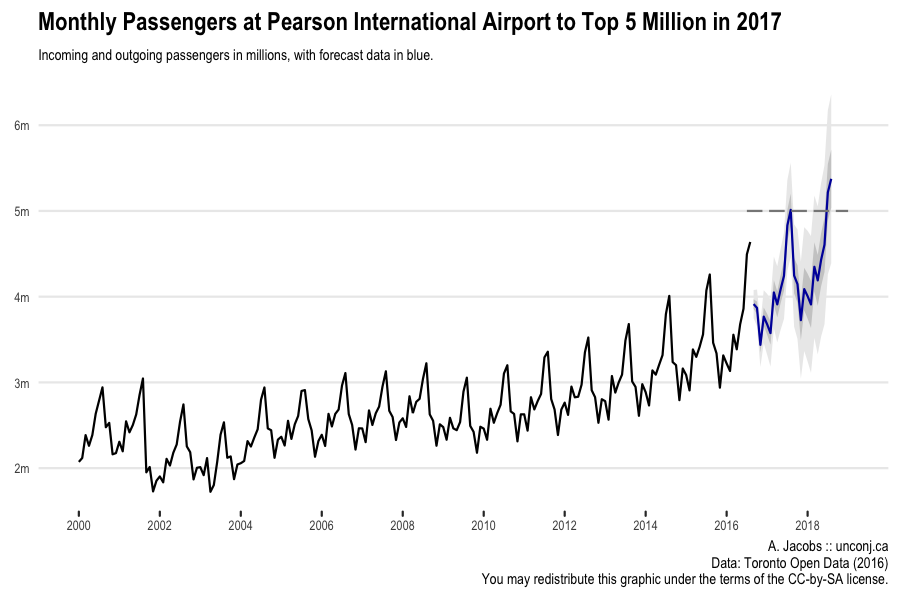 Monthly Passengers at Pearson International Airport to Top 5 Million in 2017
Incoming and outgoing passengers in millions, with forecast data in blue.
6m
5m
4m
3m
2m
2000 2002 2004 2006 2008 2010 2012 2014 2016 2018
A. Jacobs :: unconj.ca
Data: Toronto Open Data (2016)
You may redistribute this graphic under the terms of the CC-by-SA license.